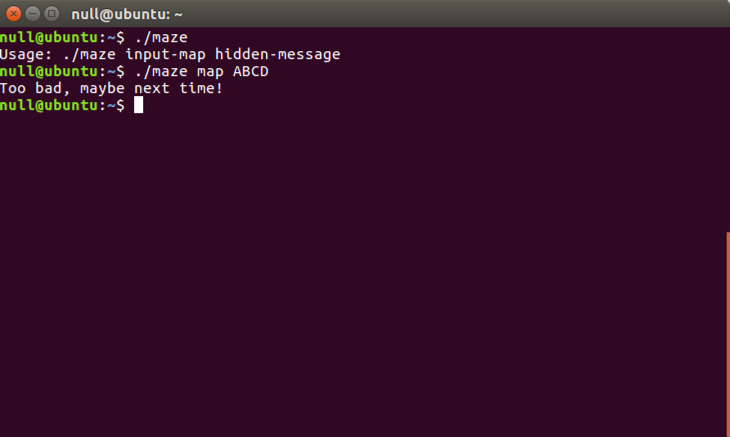 null@ubuntu: ~
null@ubuntu:~$ ./maze
Usage: ./maze input-map hidden-message
null@ubuntu:~$ ./maze map ABCD
Too bad, maybe next time!
null@ubuntu:~$